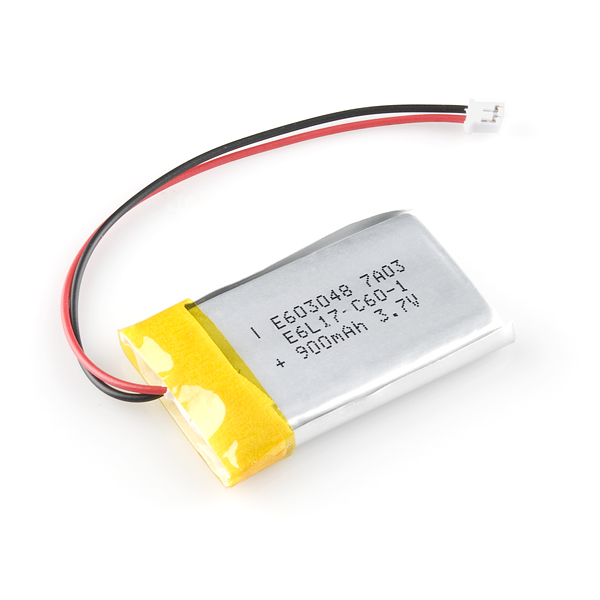 | E603048 7A03
E6L17-C60-1
+ 900mAh 3.7V